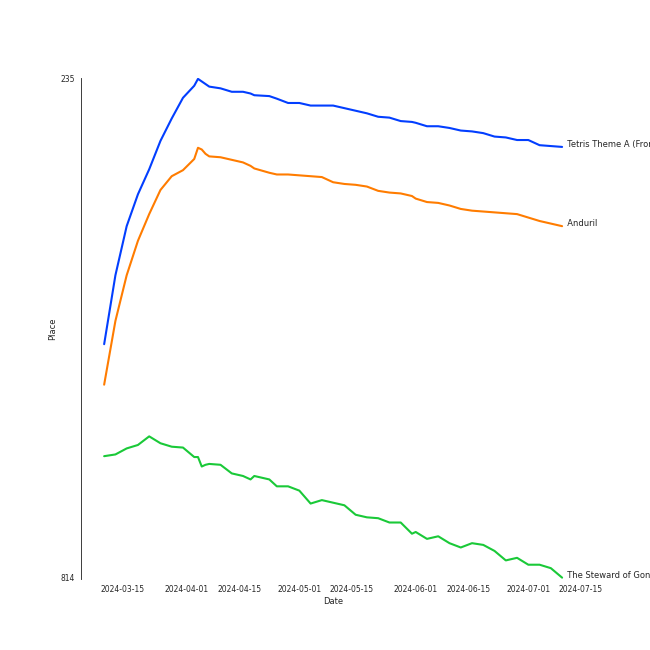 235
Tetris Theme A (Fror
Anduril
Place
The Steward of Gon
814
2024-03-15 2024-04-01 2024-04-15 2024-05-01 2024-05-15 2024-06-01 2024-06-15 2024-07-01 2024-07-15
Date